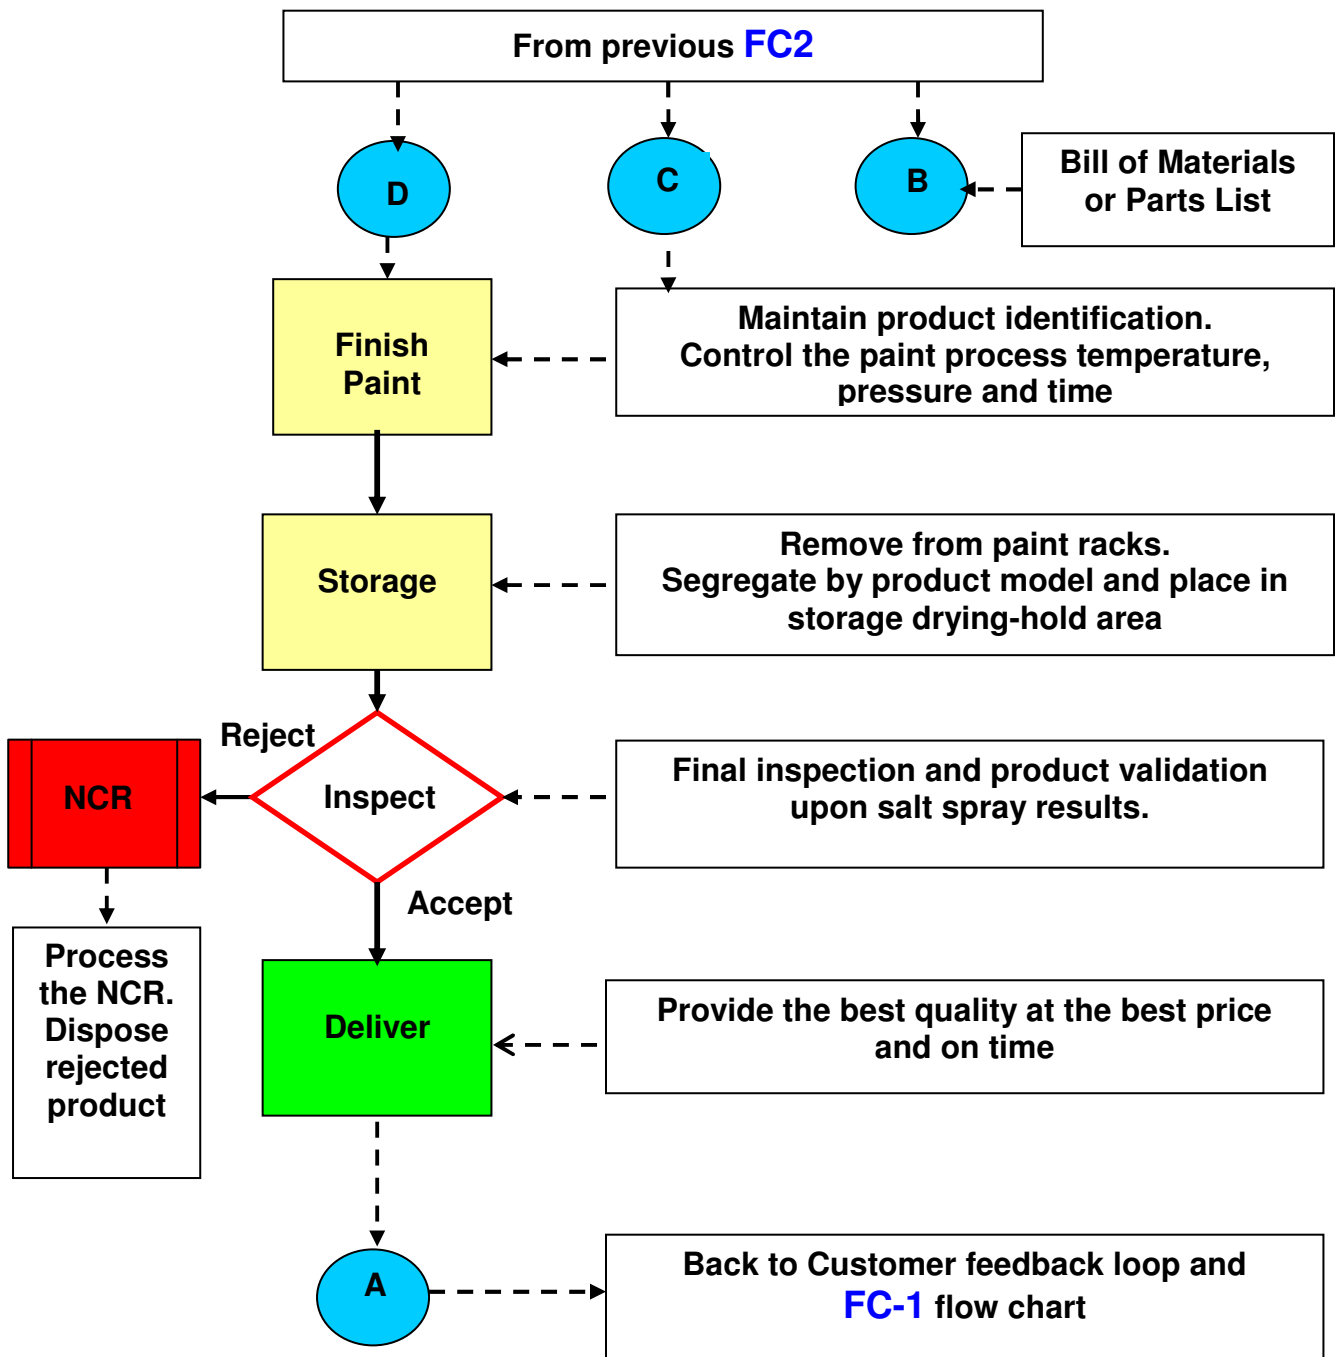 From previous FC2
D
C
B
Bill of Materials
or Parts List
Finish
Paint
Maintain product identification.
Control the paint process temperature,
pressure and time
Storage
Remove from paint racks.
Segregate by product model and place in
storage drying-hold area
Reject
NCR
Inspect
Final inspection and product validation
upon salt spray results.
Accept
Process
the NCR.
Dispose
rejected
product
Deliver
Provide the best quality at the best price
and on time
A
Back to Customer feedback loop and
FC-1 flow chart